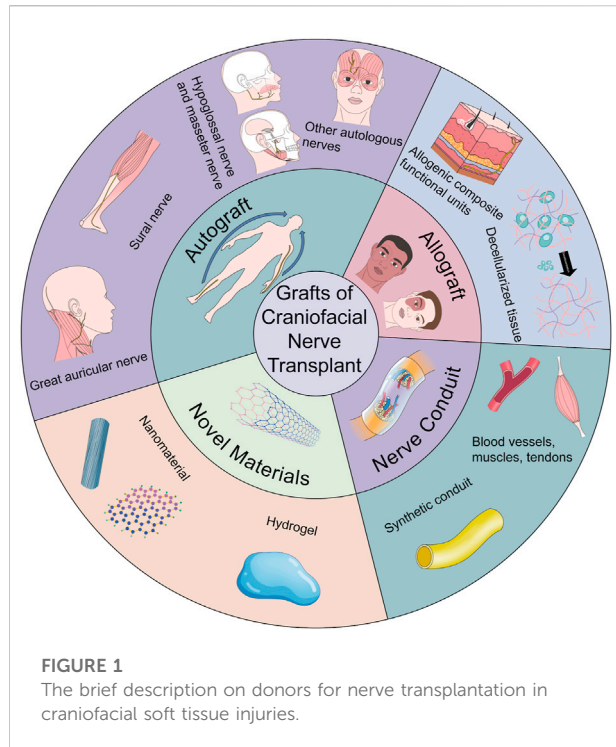 Hypoglossal nerve
and masseter nerve
Other autologous
nerves
Sural nerve
Great auricular nerve
Autograft
Allogenic composite
functional units
Decellularized tissue
Allograft
Grafts of
Craniofacial
Nerve
Transplant
Nerve Conduit
Blood vessels,
muscles, tendons
Synthetic conduit
Novel Materials
Nanomaterial
Hydrogel
FIGURE 1
The brief description on donors for nerve transplantation in
craniofacial soft tissue injuries.